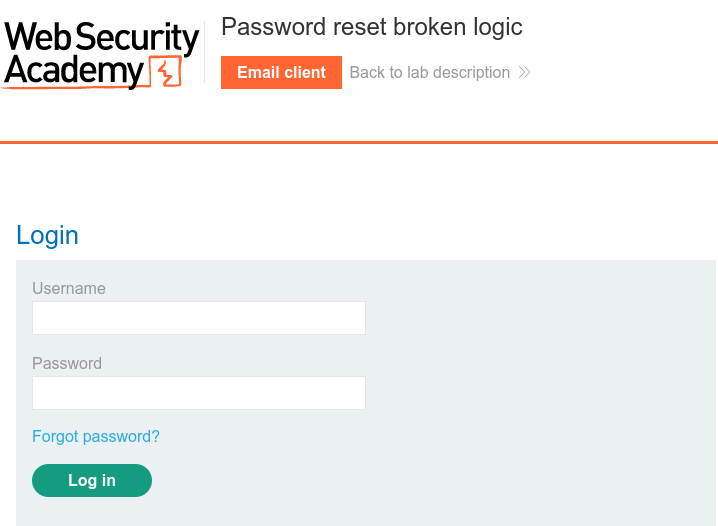 Web Security
Academy
Password reset broken logic
Email client
Back to lab description
Login
Username
Password
Forgot password?
Log in